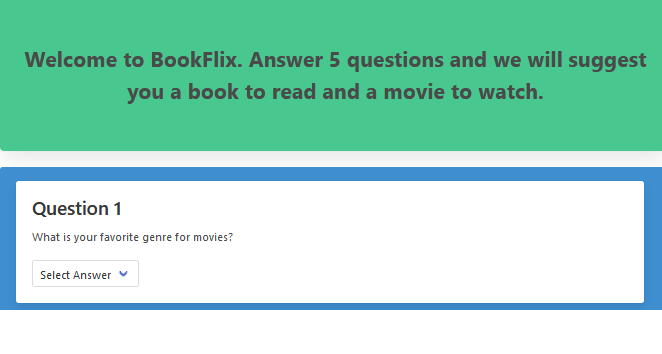 Welcome to BookFlix. Answer 5 questions and we will suggest
you a book to read and a movie to watch.
Question 1
What is your favorite genre for movies?
Select Answer